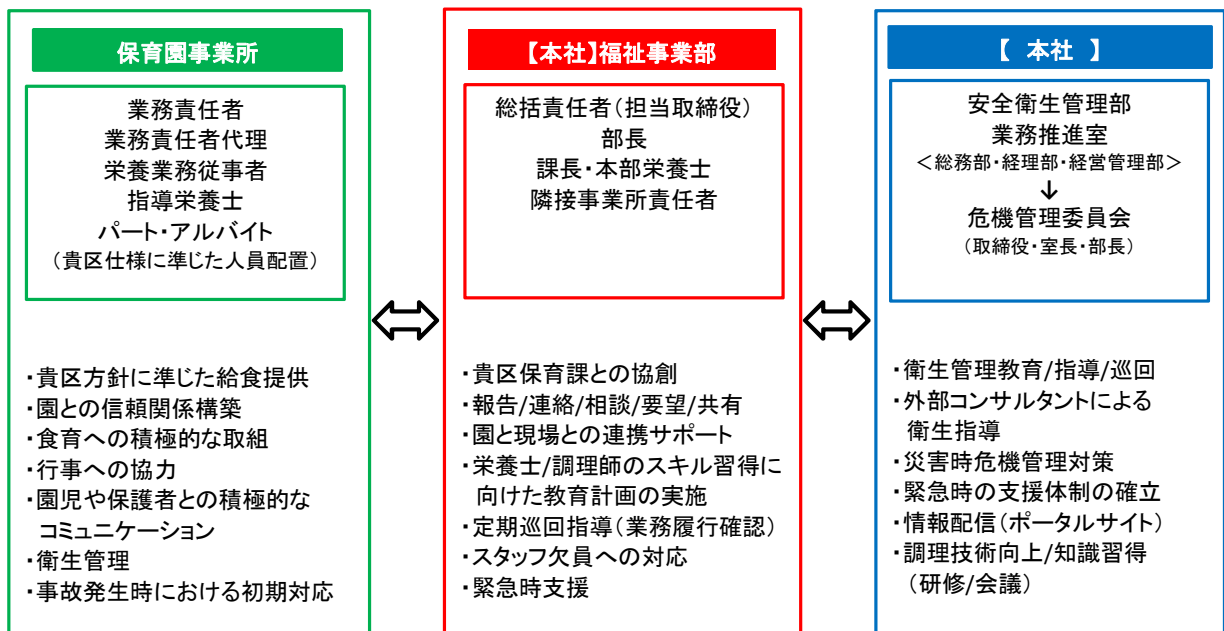 保育園事業所
業務責任者
業務責任者代理
栄養業務従事者
指導栄養士
パート・アルバイト
（貴区仕様に準じた人員配置）
・貴区方針に準じた給食提供
・園との信頼関係構築
・食育への積極的な取組
・行事への協力
・園児や保護者との積極的な
コミュニケーション
・衛生管理
・事故発生時における初期対応
【本社】福祉事業部
総括責任者（担当取締役）
部長
課長・本部栄養士
隣接事業所責任者
・貴区保育課との協創
・報告/連絡/相談/要望/共有
・園と現場との連携サポート
・栄養士/調理師のスキル習得に
向けた教育計画の実施
・定期巡回指導（業務履行確認）
・スタッフ欠員への対応
・緊急時支援
【 本社 】
安全衛生管理部
業務推進室
＜総務部・経理部・経営管理部＞
↓
危機管理委員会
（取締役・室長・部長）
・衛生管理教育/指導/巡回
・外部コンサルタントによる
衛生指導
・災害時危機管理対策
・緊急時の支援体制の確立
・情報配信（ポータルサイト）
・調理技術向上/知識習得
（研修/会議）